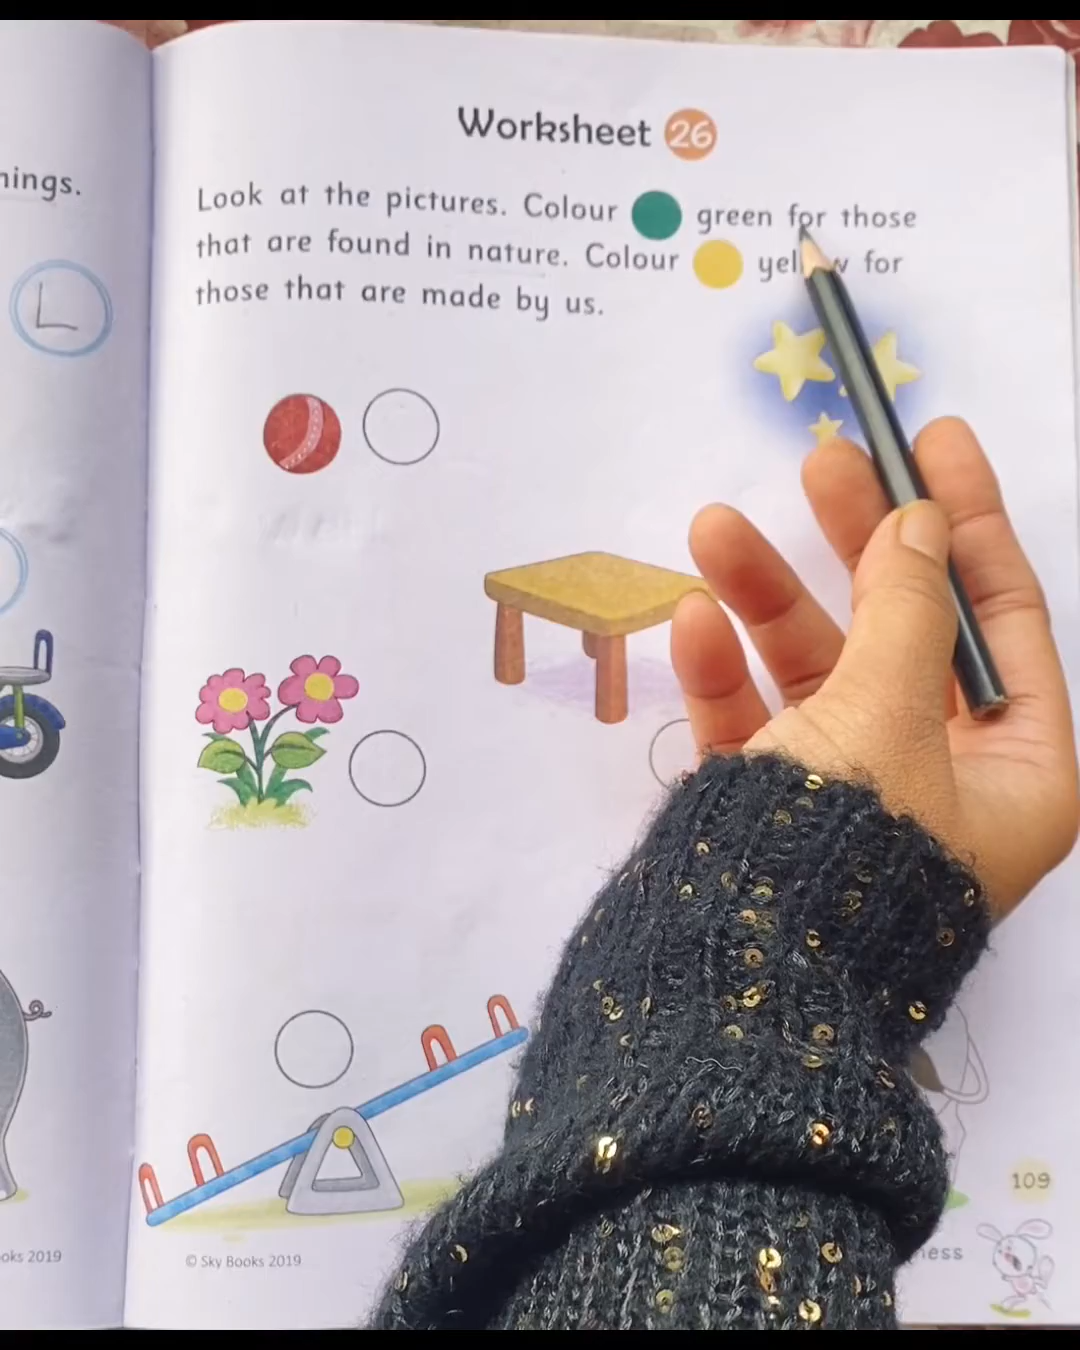 nings.
L
Worksheet 26
Look at the pictures. Colour green for those
that are found in nature. Colour yellow for
those that are made by us.
109
oks 2019
© Sky Books 2019
ness